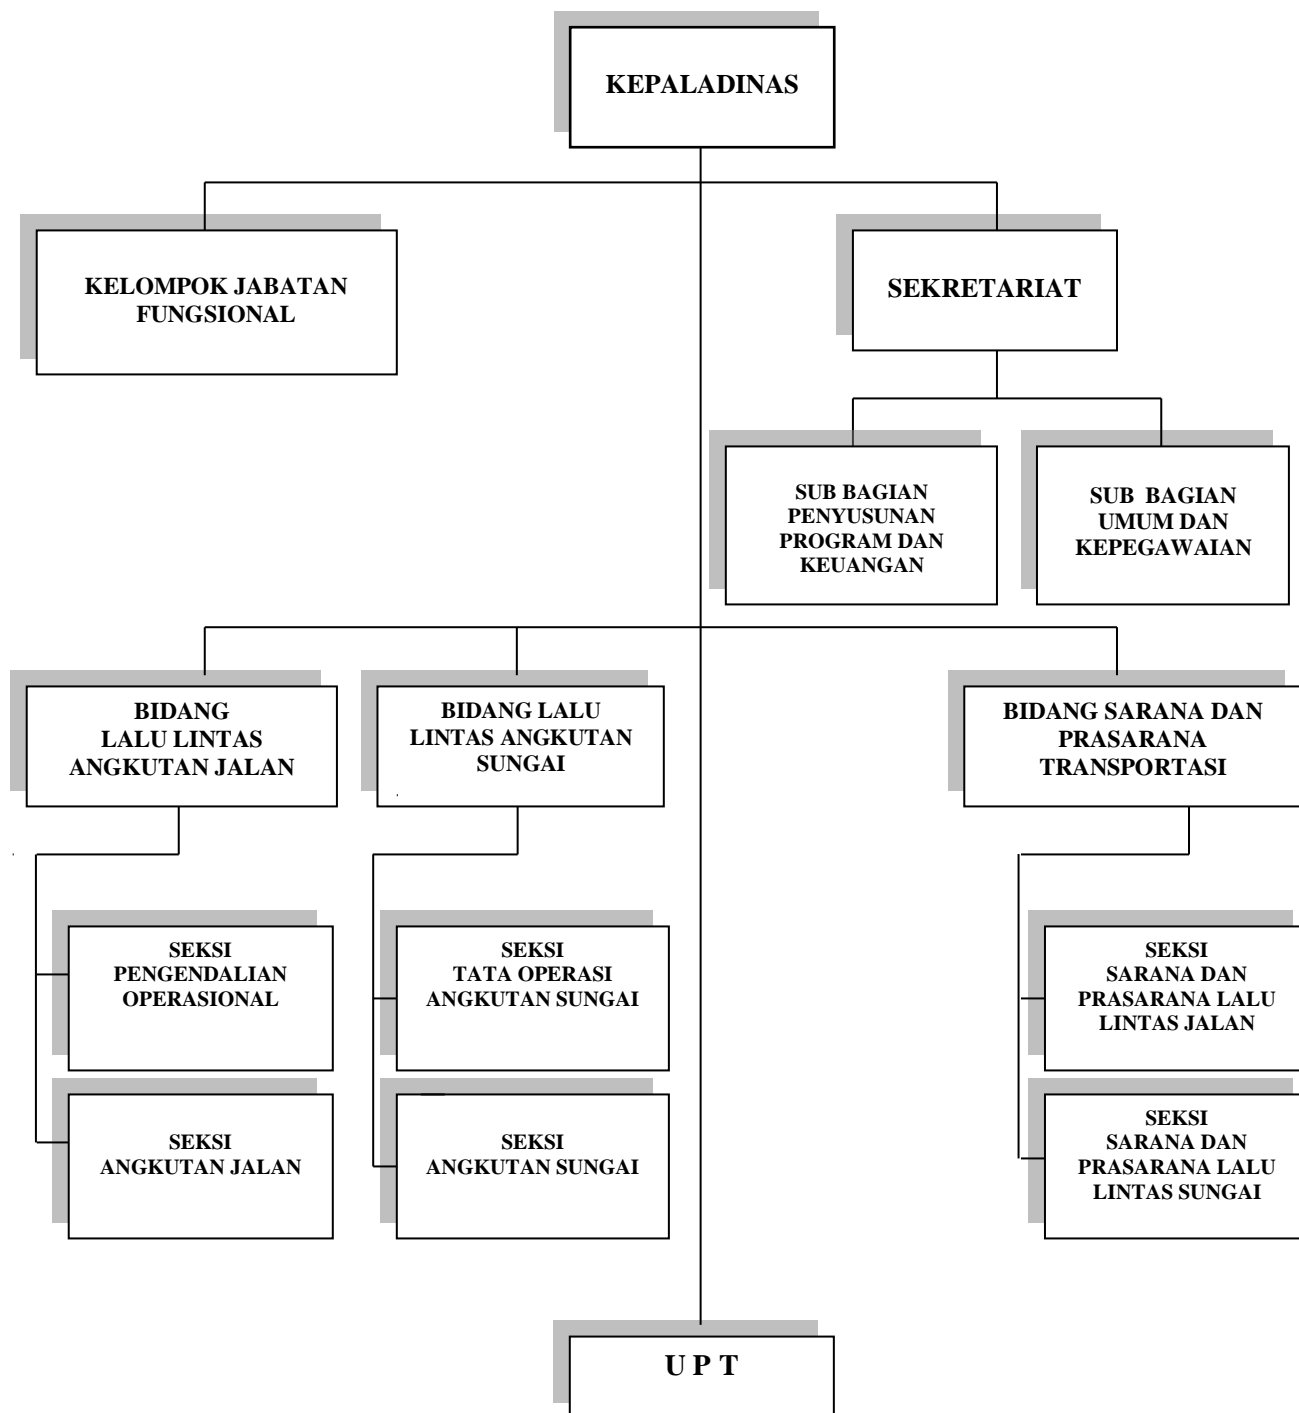 KEPALADINAS
KELOMPOK JABATAN
FUNGSIONAL
SEKRETARIAT
SUB BAGIAN
PENYUSUNAN
PROGRAM DAN
KEUANGAN
SUB BAGIAN
UMUM DAN
KEPEGAWAIAN
BIDANG
LALU LINTAS
ANGKUTAN JALAN
BIDANG LALU
LINTAS ANGKUTAN
SUNGAI
BIDANG SARANA DAN
PRASARANA
TRANSPORTASI
SEKSI
PENGENDALIAN
OPERASIONAL
SEKSI
TATA OPERASI
ANGKUTAN SUNGAI
SEKSI
SARANA DAN
PRASARANA LALU
LINTAS JALAN
SEKSI
ANGKUTAN JALAN
SEKSI
ANGKUTAN SUNGAI
SEKSI
SARANA DAN
PRASARANA LALU
LINTAS SUNGAI
U P T